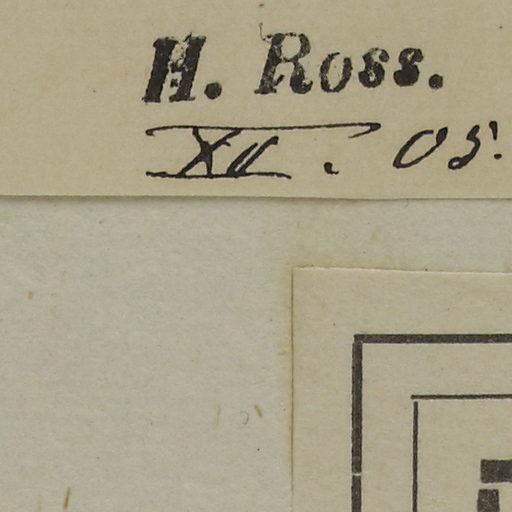 H. Ross.
XII. 05.